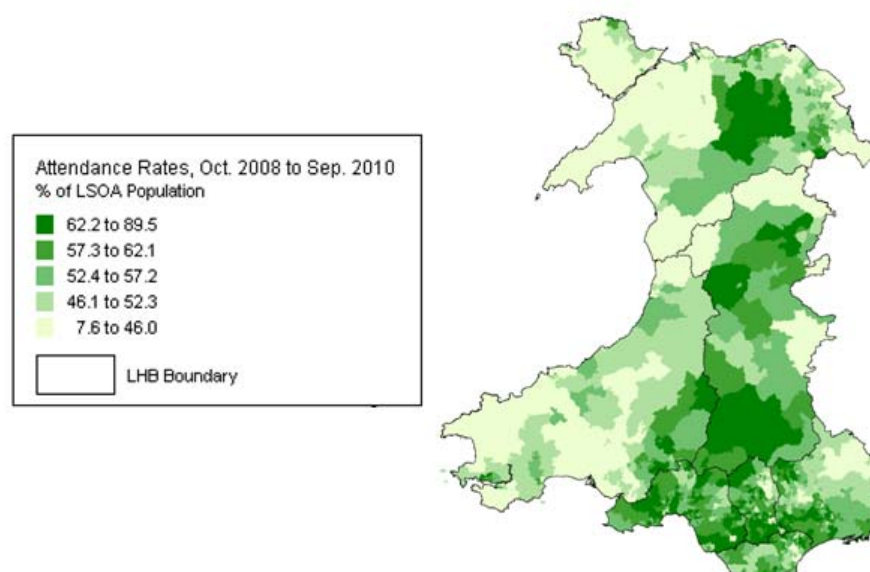 Attendance Rates, Oct. 2008 to Sep. 2010
% of LSOA Population
62.2 to 89.5
57.3 to 62.1
52.4 to 57.2
46.1 to 52.3
7.6 to 46.0
LHB Boundary